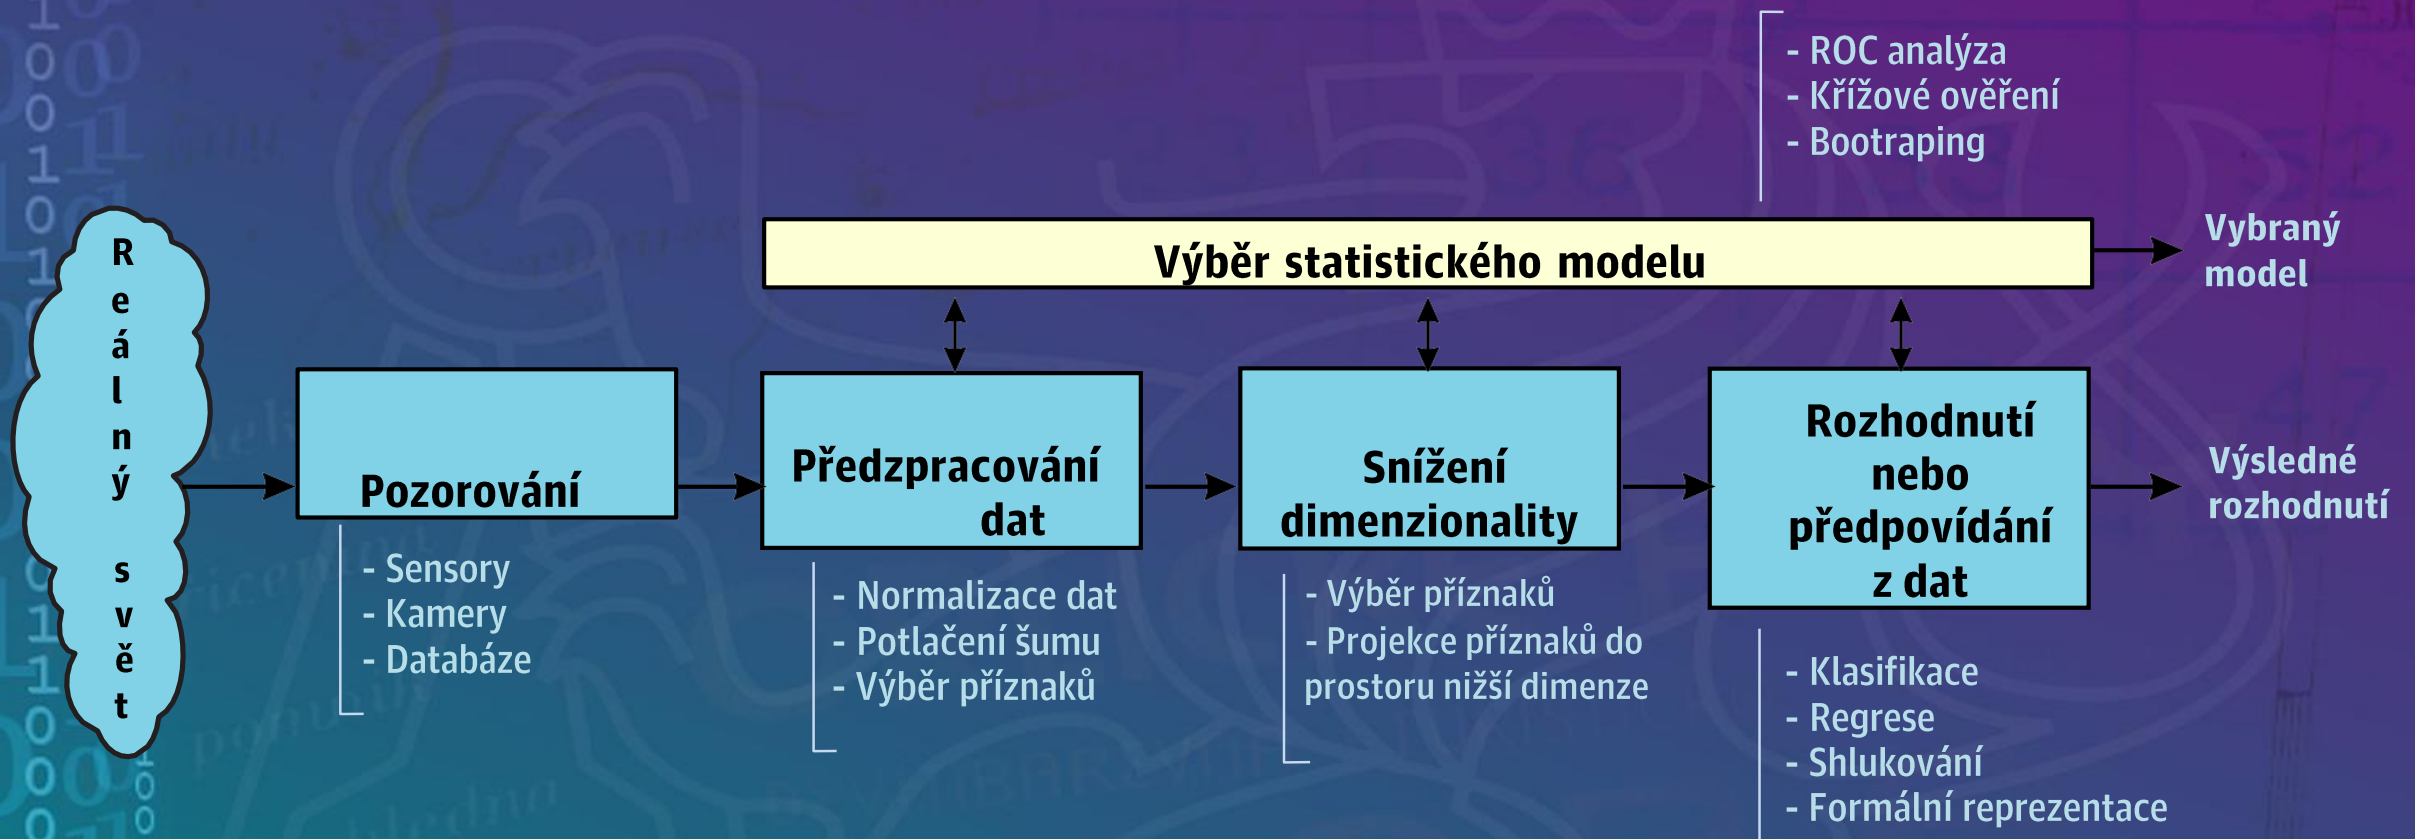 - ROC analýza
- Křížové ověření
- Bootraping
Výběr statistického modelu
Vybraný
model
Reálný svět
Pozorování
- Sensory
- Kamery
- Databáze
Předzpracování
dat
- Normalizace dat
- Potlačení šumu
- Výběr příznaků
Snížení
dimenzionality
- Výběr příznaků
- Projekce příznaků do
prostoru nižší dimenze
Rozhodnutí
nebo
předpovídání
z dat
- Klasifikace
- Regrese
- Shlukování
- Formální reprezentace
Výsledné
rozhodnutí